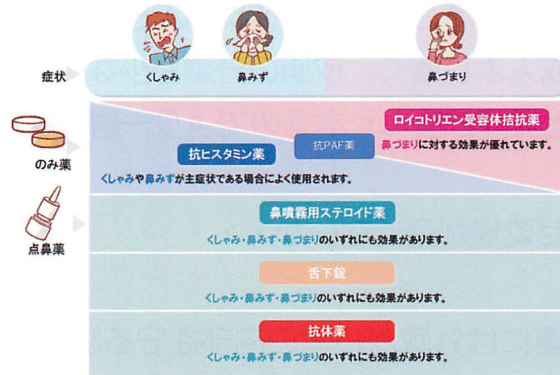 症状
くしゃみ
鼻みず
鼻づまり
のみ薬
ロイコトリエン受容体拮抗薬
鼻づまりに対する効果が優れています。
抗PAF薬
抗ヒスタミン薬
くしゃみや鼻みずが主症状である場合によく使用されます。
点鼻薬
鼻噴霧用ステロイド薬
くしゃみ・鼻みず・鼻づまりのいずれにも効果があります。
舌下錠
くしゃみ・鼻みず・鼻づまりのいずれにも効果があります。
抗体薬
くしゃみ・鼻みず・鼻づまりのいずれにも効果があります。